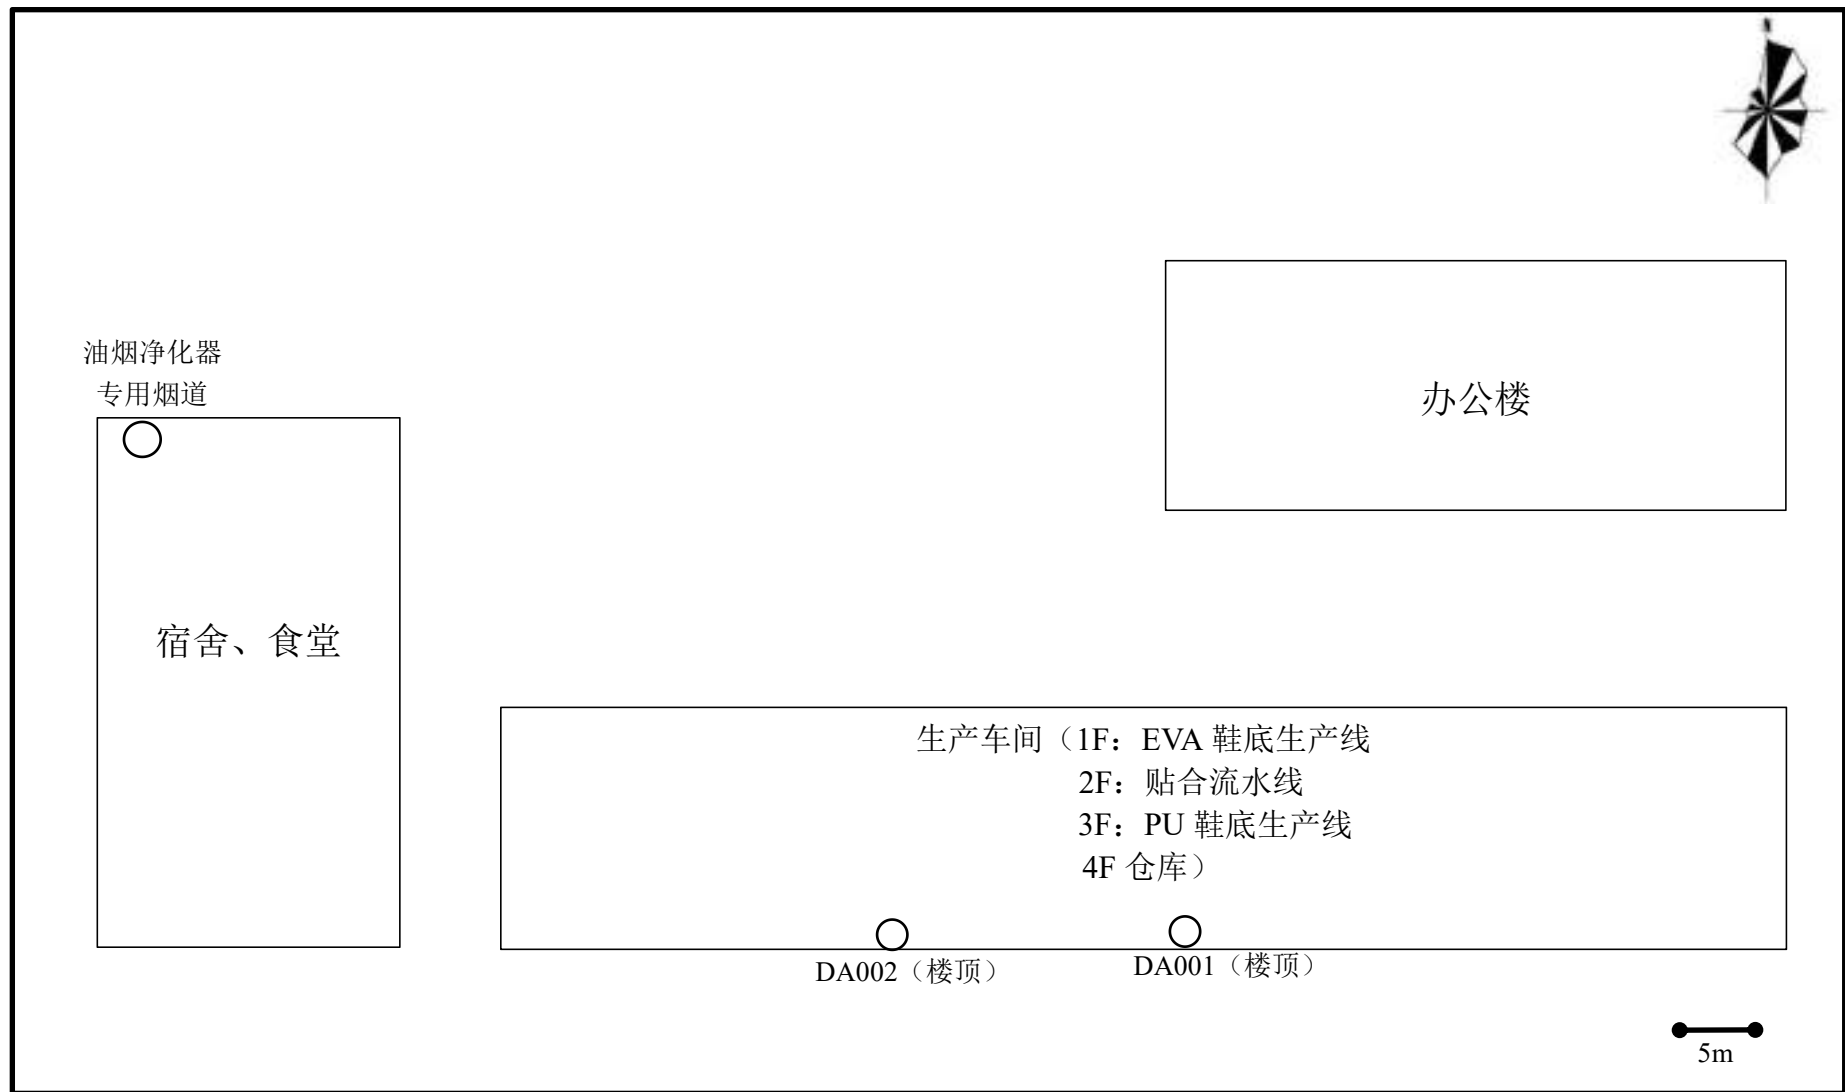 N
油烟净化器
专用烟道
办公楼
宿舍、食堂
生产车间（1F：EVA 鞋底生产线
2F：贴合流水线
3F：PU 鞋底生产线
4F 仓库）
DA002（楼顶）
DA001（楼顶）
5m